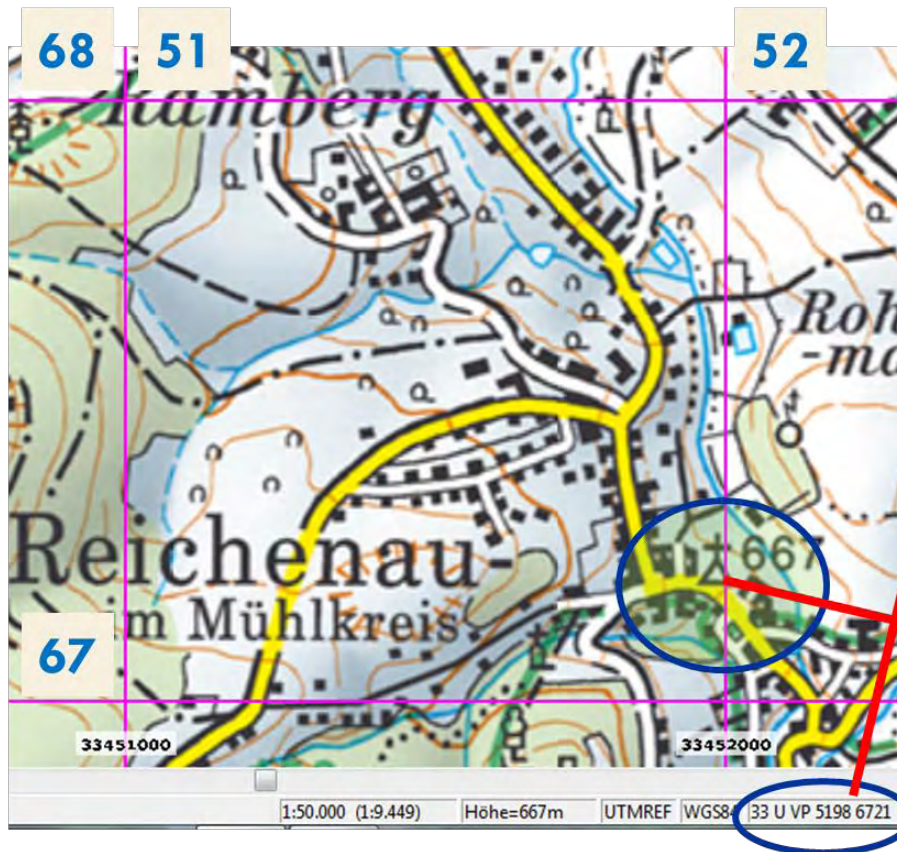 68 51 52
Ramberg
Roh
-ma
667
Reichenau
m Mühlkreis
67
33451000 33452000
1:50.000 (1:9.449) Höhe=667m UTMREF WGS84 33 U VP 5198 6721